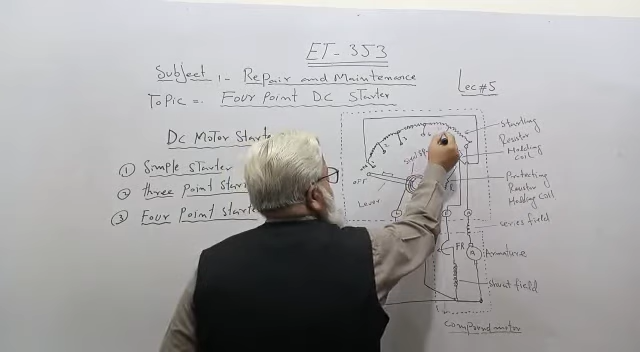 ET-353
Subject :- Repair and Maintenance
Lec#5
Topic =. Four Point DC Starter
DC Motor Starte
① Simple Starter
② three Point Star
③ Four Point Start
OFF
Lever
Starting
Resistor
Holding
Coil
Protecting
Resistor
Holding Coil
series field
FR
A
Armature
shunt field
compound motor